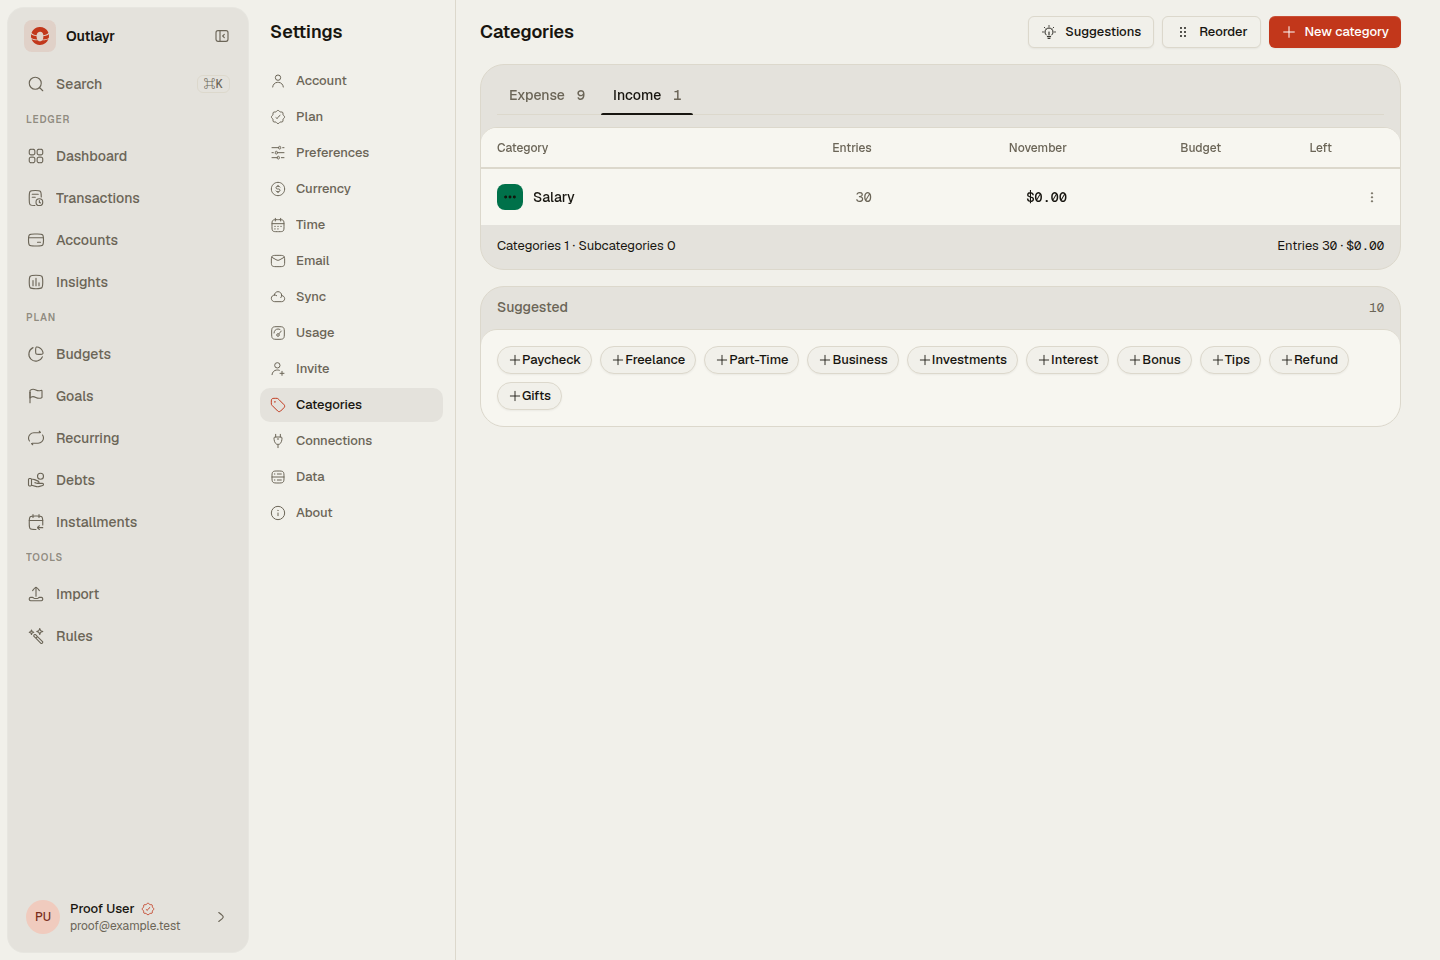 Outlayr
Search ⌘K
LEDGER
Dashboard
Transactions
Accounts
Insights
PLAN
Budgets
Goals
Recurring
Debts
Installments
TOOLS
Import
Rules
PU
Proof User
proof@example.test
Settings
Account
Plan
Preferences
Currency
Time
Email
Sync
Usage
Invite
Categories
Connections
Data
About
Categories
Suggestions Reorder New category
Expense 9 Income 1
Category Entries November Budget Left
Salary 30 $0.00
Categories 1 · Subcategories 0 Entries 30 · $0.00
Suggested 10
Paycheck Freelance Part-Time Business Investments Interest Bonus Tips Refund
Gifts